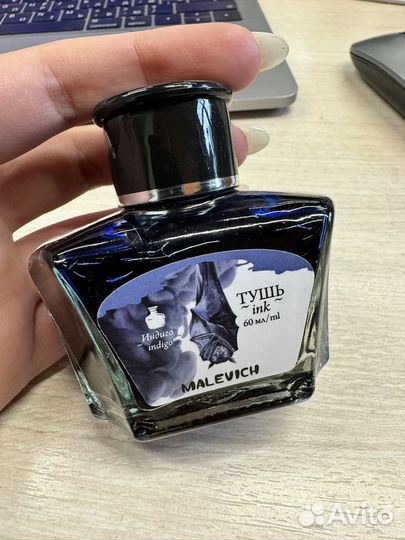 ТУШЬ
~ ink ~
60 мл/ml
Индиго
~ indigo ~
MALEVICH
Avito